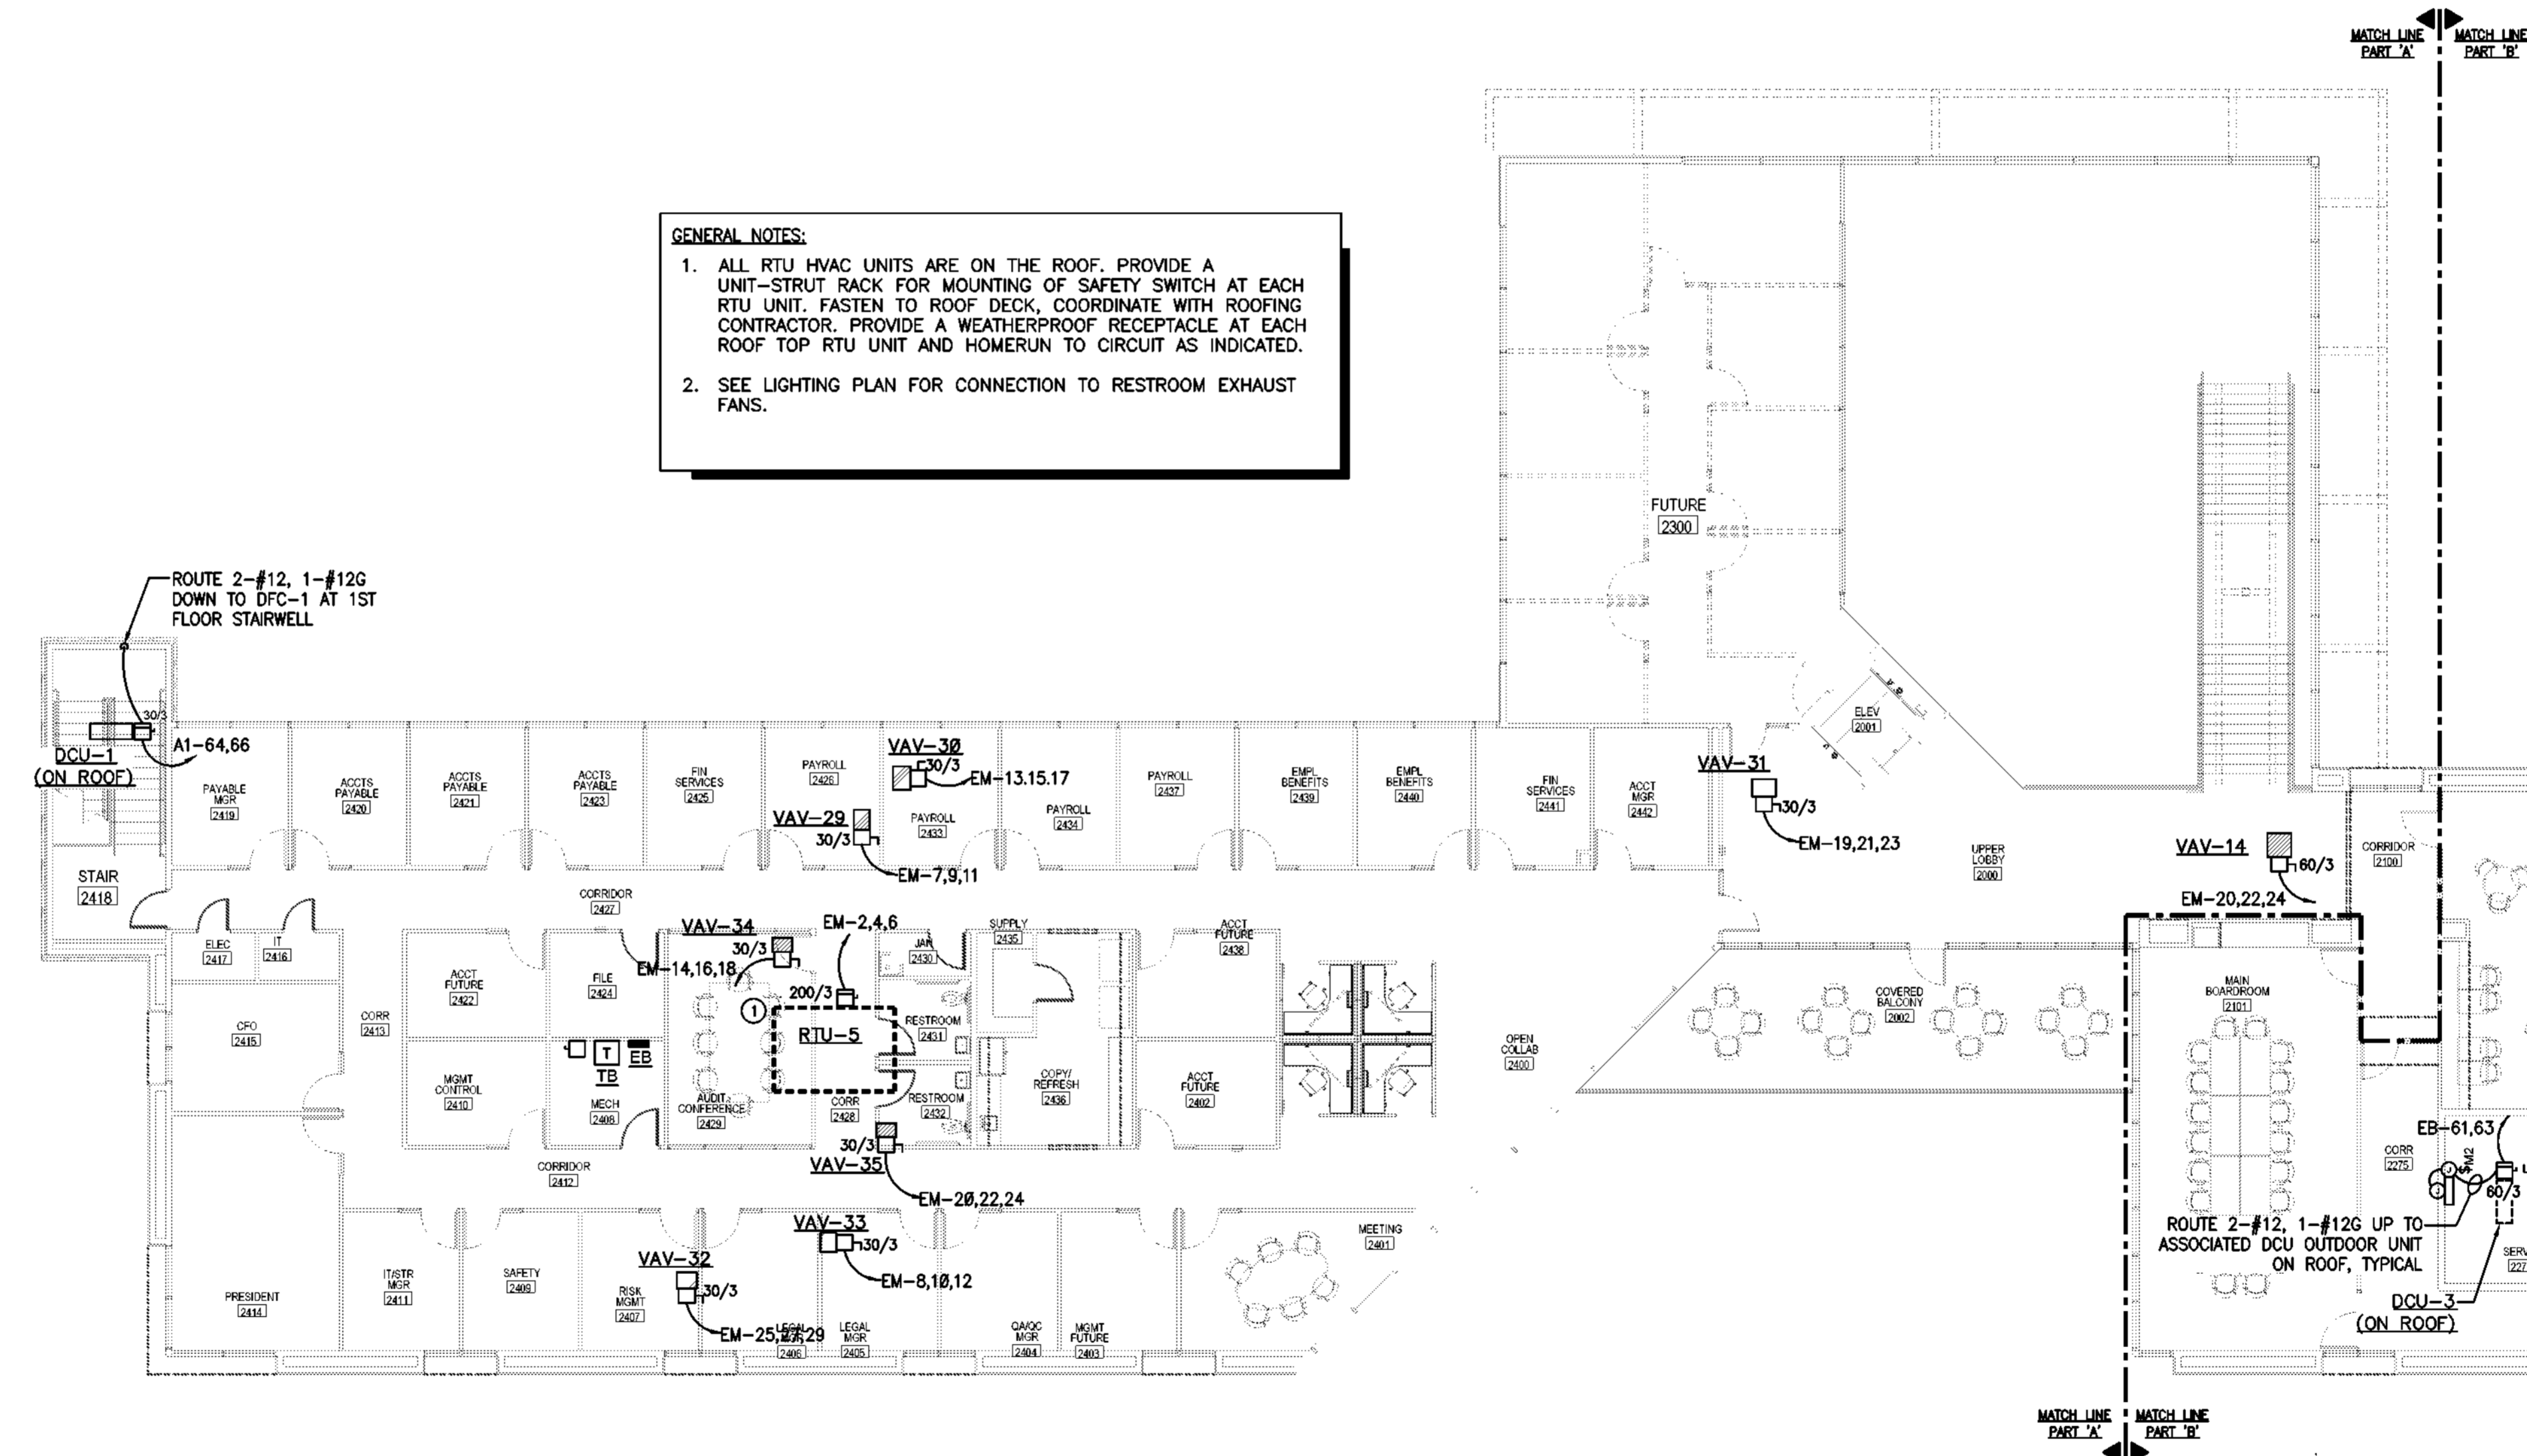 MATCH LINE
PART 'A'
MATCH LINE
PART 'B'
GENERAL NOTES:
1. ALL RTU HVAC UNITS ARE ON THE ROOF. PROVIDE A
UNIT-STRUT RACK FOR MOUNTING OF SAFETY SWITCH AT EACH
RTU UNIT. FASTEN TO ROOF DECK, COORDINATE WITH ROOFING
CONTRACTOR. PROVIDE A WEATHERPROOF RECEPTACLE AT EACH
ROOF TOP RTU UNIT AND HOMERUN TO CIRCUIT AS INDICATED.
2. SEE LIGHTING PLAN FOR CONNECTION TO RESTROOM EXHAUST
FANS.
FUTURE
2300
ROUTE 2-#12, 1-#12G
DOWN TO DFC-1 AT 1ST
FLOOR STAIRWELL
30/3
A1-64,66
DCU-1
(ON ROOF)
STAIR
2418
PAYABLE
MGR
2419
ACCTS
PAYABLE
2420
ACCTS
PAYABLE
2421
ACCTS
PAYABLE
2423
FIN
SERVICES
2425
PAYROLL
2426
VAV-30
30/3
EM-13.15.17
VAV-29
30/3
EM-7,9,11
PAYROLL
2433
PAYROLL
2434
PAYROLL
2437
EMPL
BENEFITS
2439
EMPL
BENEFITS
2440
FIN
SERVICES
2441
ACCT
MGR
2442
ELEV
2001
VAV-31
30/3
EM-19,21,23
UPPER
LOBBY
2000
VAV-14
60/3
EM-20,22,24
CORRIDOR
2100
CORRIDOR
2427
ELEC
2417
IT
2416
CORR
2413
CFO
2415
ACCT
FUTURE
2422
FILE
2424
VAV-34
30/3
EM-14,16,18
EM-2,4,6
200/3
1
RTU-5
JAN
2430
SUPPLY
2435
RESTROOM
2431
RESTROOM
2432
ACCT
FUTURE
2438
COPY/
REFRESH
2436
ACCT
FUTURE
2402
MGMT
CONTROL
2410
T
TB
EB
MECH
2408
AUDIT
CONFERENCE
2429
CORR
2428
30/3
VAV-35
EM-20,22,24
OPEN
COLLAB
2400
COVERED
BALCONY
2002
MAIN
BOARDROOM
2101
CORR
2275
EB-61,63
60/3
ROUTE 2-#12, 1-#12G UP TO
ASSOCIATED DCU OUTDOOR UNIT
ON ROOF, TYPICAL
DCU-3
(ON ROOF)
CORRIDOR
2412
PRESIDENT
2414
IT/STR
MGR
2411
SAFETY
2409
RISK
MGMT
2407
VAV-32
30/3
EM-25,27,29
VAV-33
30/3
EM-8,10,12
LEGAL
MGR
2406
LEGAL
MGR
2405
QA/QC
MGR
2404
MGMT
FUTURE
2403
MEETING
2401
MATCH LINE
PART 'A'
MATCH LINE
PART 'B'